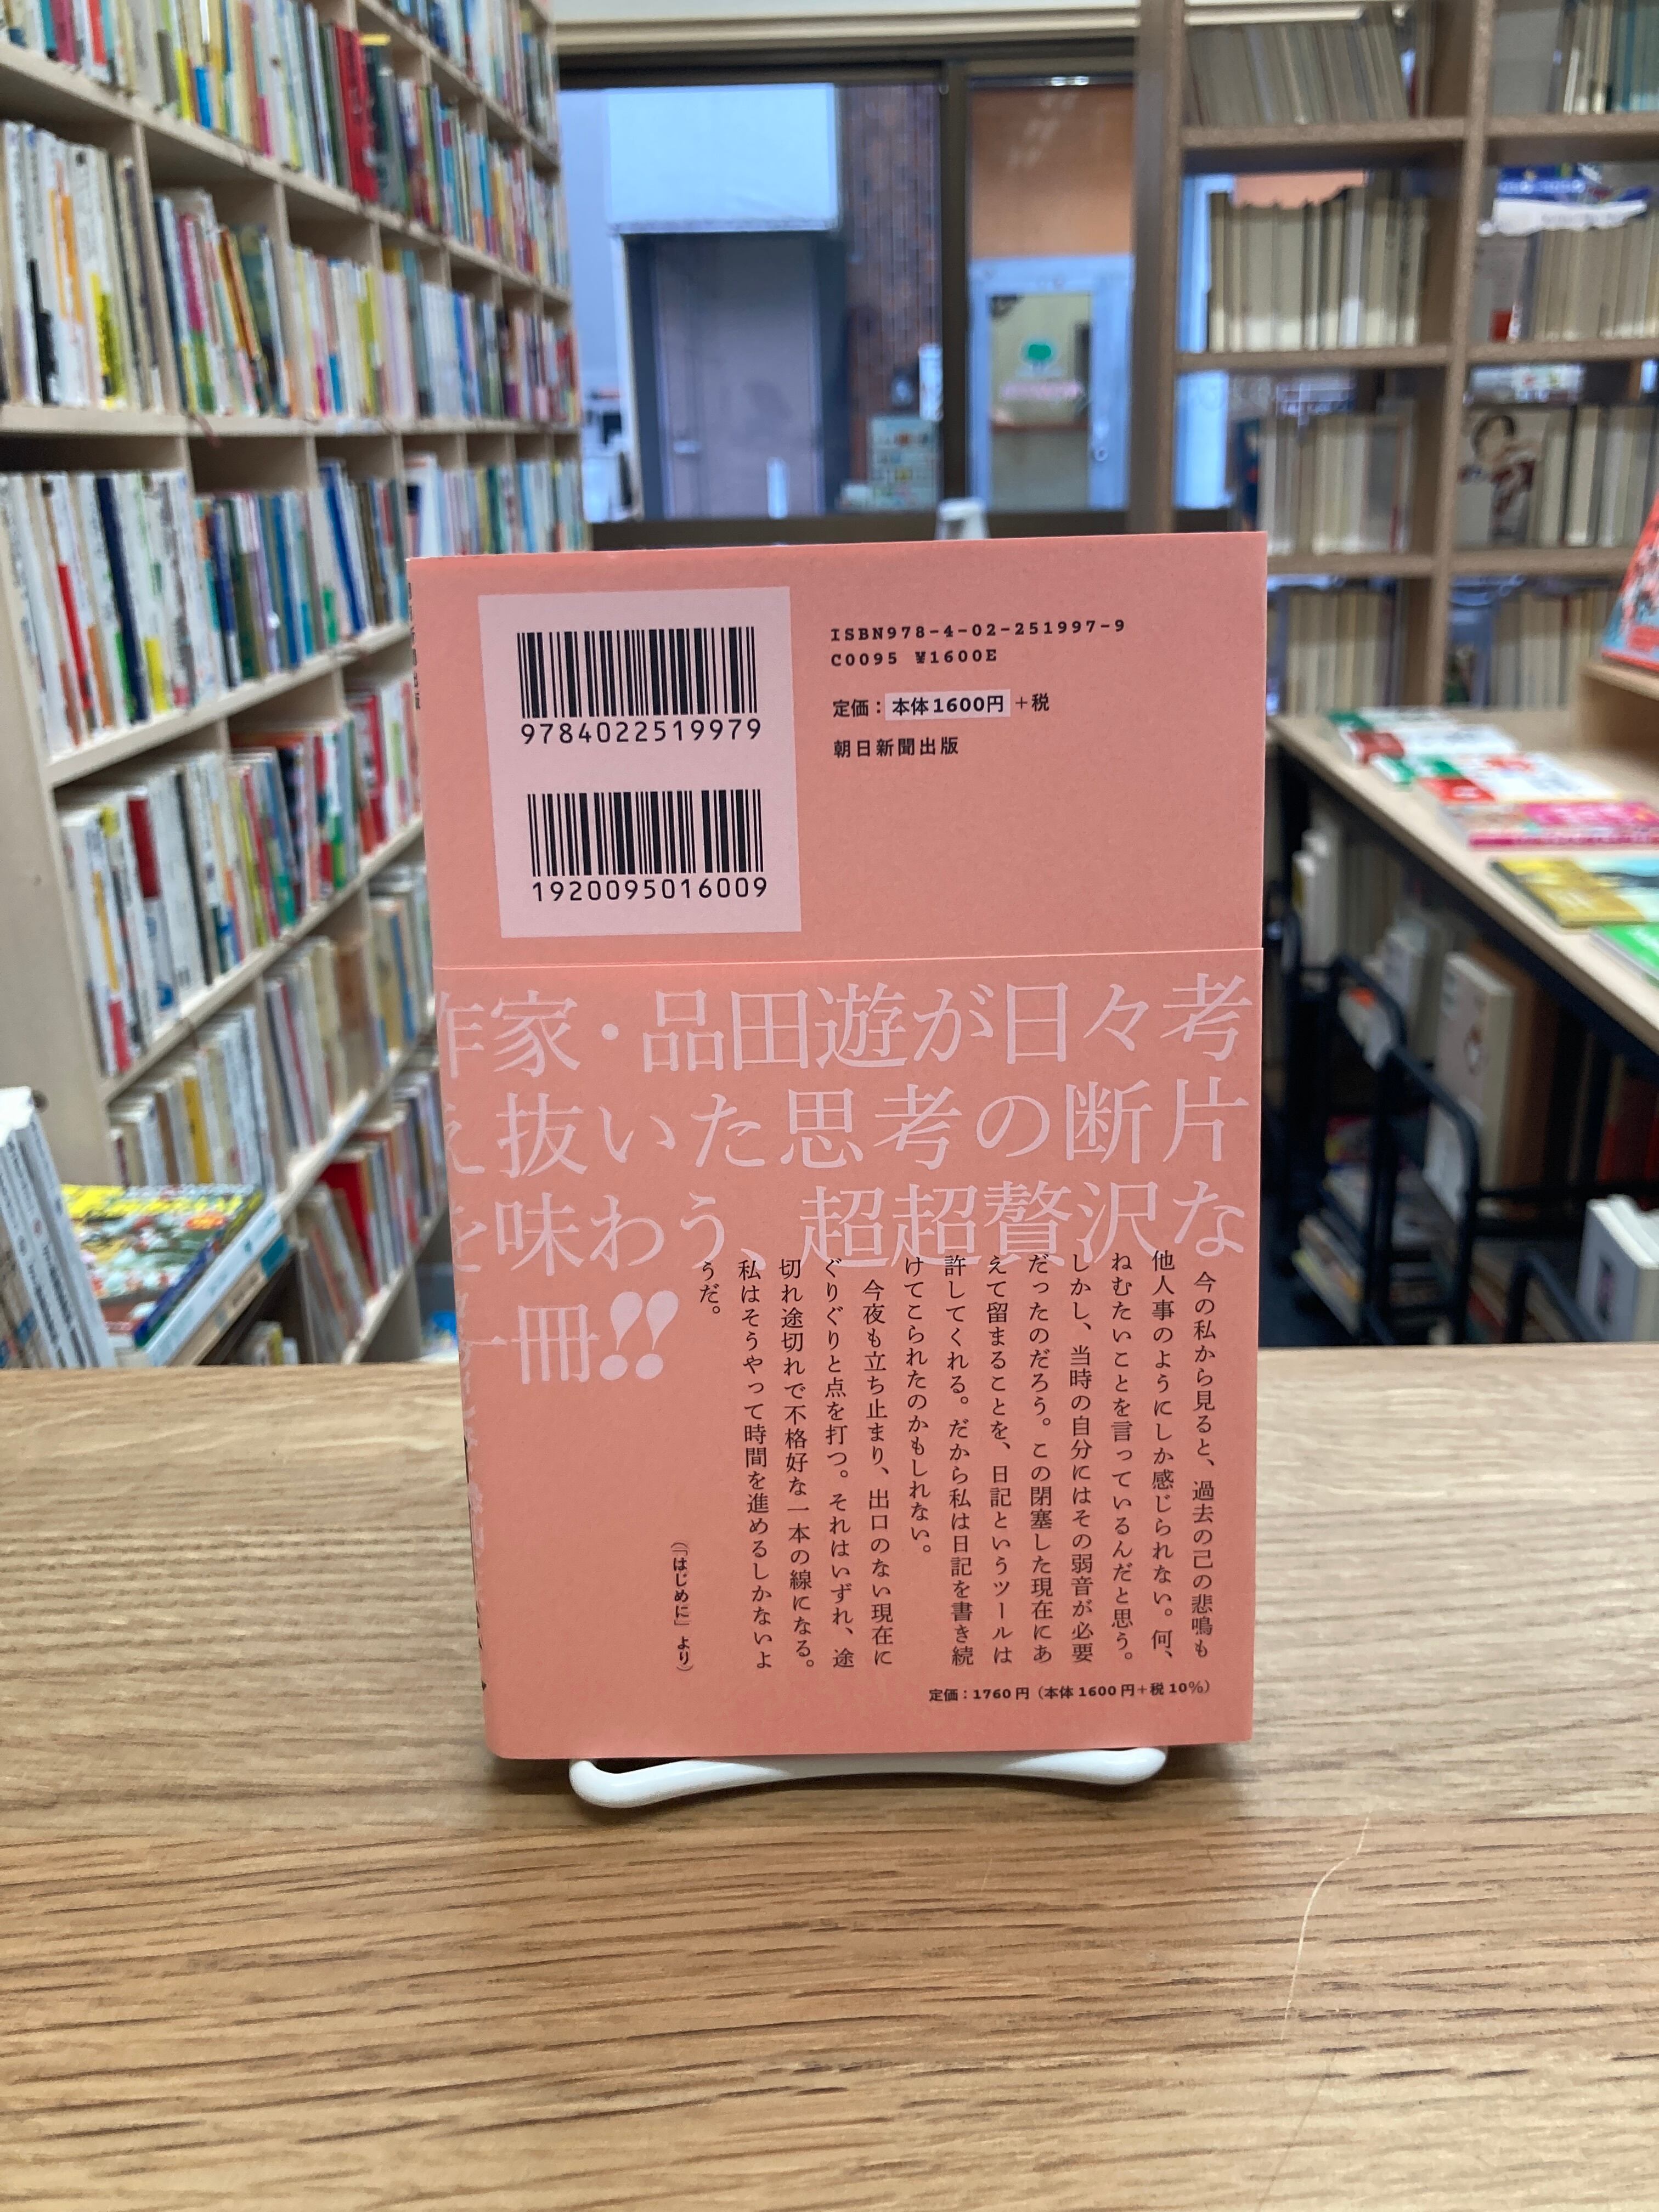 9784022519979
1920095016009
ISBN978-4-02-251997-9
C0095 ¥1600E
定価：本体1600円＋税
朝日新聞出版
作家・品田遊が日々考
え抜いた思考の断片
を味わう、超超贅沢な
一冊!!
今の私から見ると、過去の己の悲鳴も
他人事のようにしか感じられない。何、
ねむたいことを言っているんだと思う。
しかし、当時の自分にはその弱音が必要
だったのだろう。この閉塞した現在にあ
えて留まることを、日記というツールは
許してくれる。だから私は日記を書き続
けてこられたのかもしれない。
今夜も立ち止まり、出口のない現在に
ぐりぐりと点を打つ。それはいずれ、途
切れ途切れで不格好な一本の線になる。
私はそうやって時間を進めるしかないよ
うだ。
（「はじめに」より）
定価：1760円（本体1600円＋税10%）